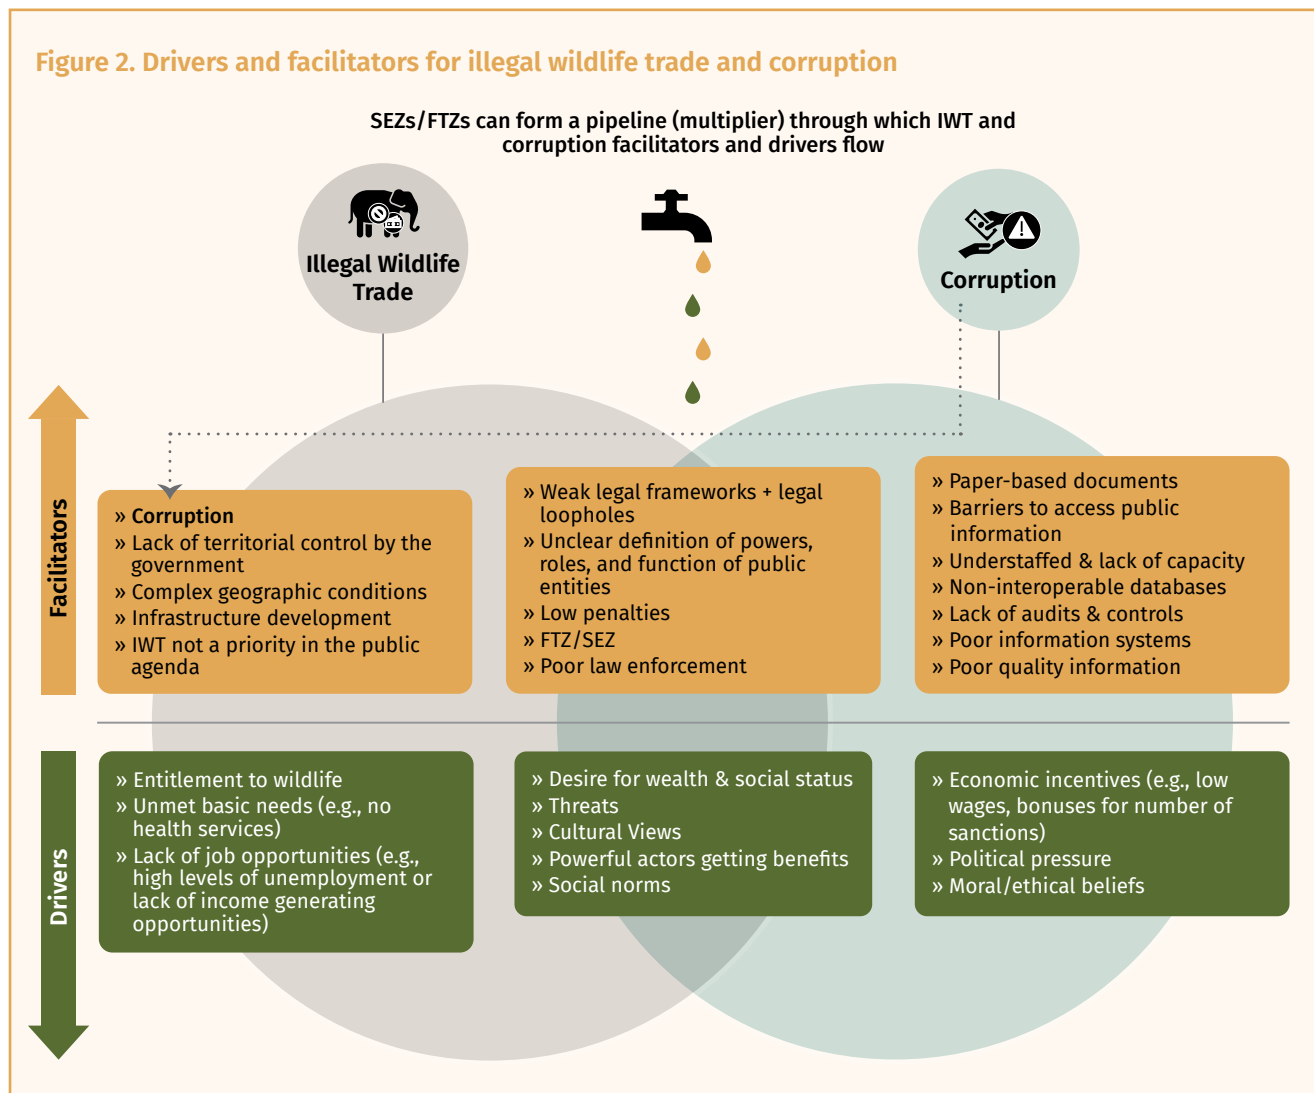 Figure 2. Drivers and facilitators for illegal wildlife trade and corruption
SEZs/FTZs can form a pipeline (multiplier) through which IWT and
corruption facilitators and drivers flow
Illegal Wildlife
Trade
Corruption
Facilitators
» Corruption
» Lack of territorial control by the
government
» Complex geographic conditions
» Infrastructure development
» IWT not a priority in the public
agenda
» Weak legal frameworks + legal
loopholes
» Unclear definition of powers,
roles, and function of public
entities
» Low penalties
» FTZ/SEZ
» Poor law enforcement
» Paper-based documents
» Barriers to access public
information
» Understaffed & lack of capacity
» Non-interoperable databases
» Lack of audits & controls
» Poor information systems
» Poor quality information
Drivers
» Entitlement to wildlife
» Unmet basic needs (e.g., no
health services)
» Lack of job opportunities (e.g.,
high levels of unemployment or
lack of income generating
opportunities)
» Desire for wealth & social status
» Threats
» Cultural Views
» Powerful actors getting benefits
» Social norms
» Economic incentives (e.g., low
wages, bonuses for number of
sanctions)
» Political pressure
» Moral/ethical beliefs